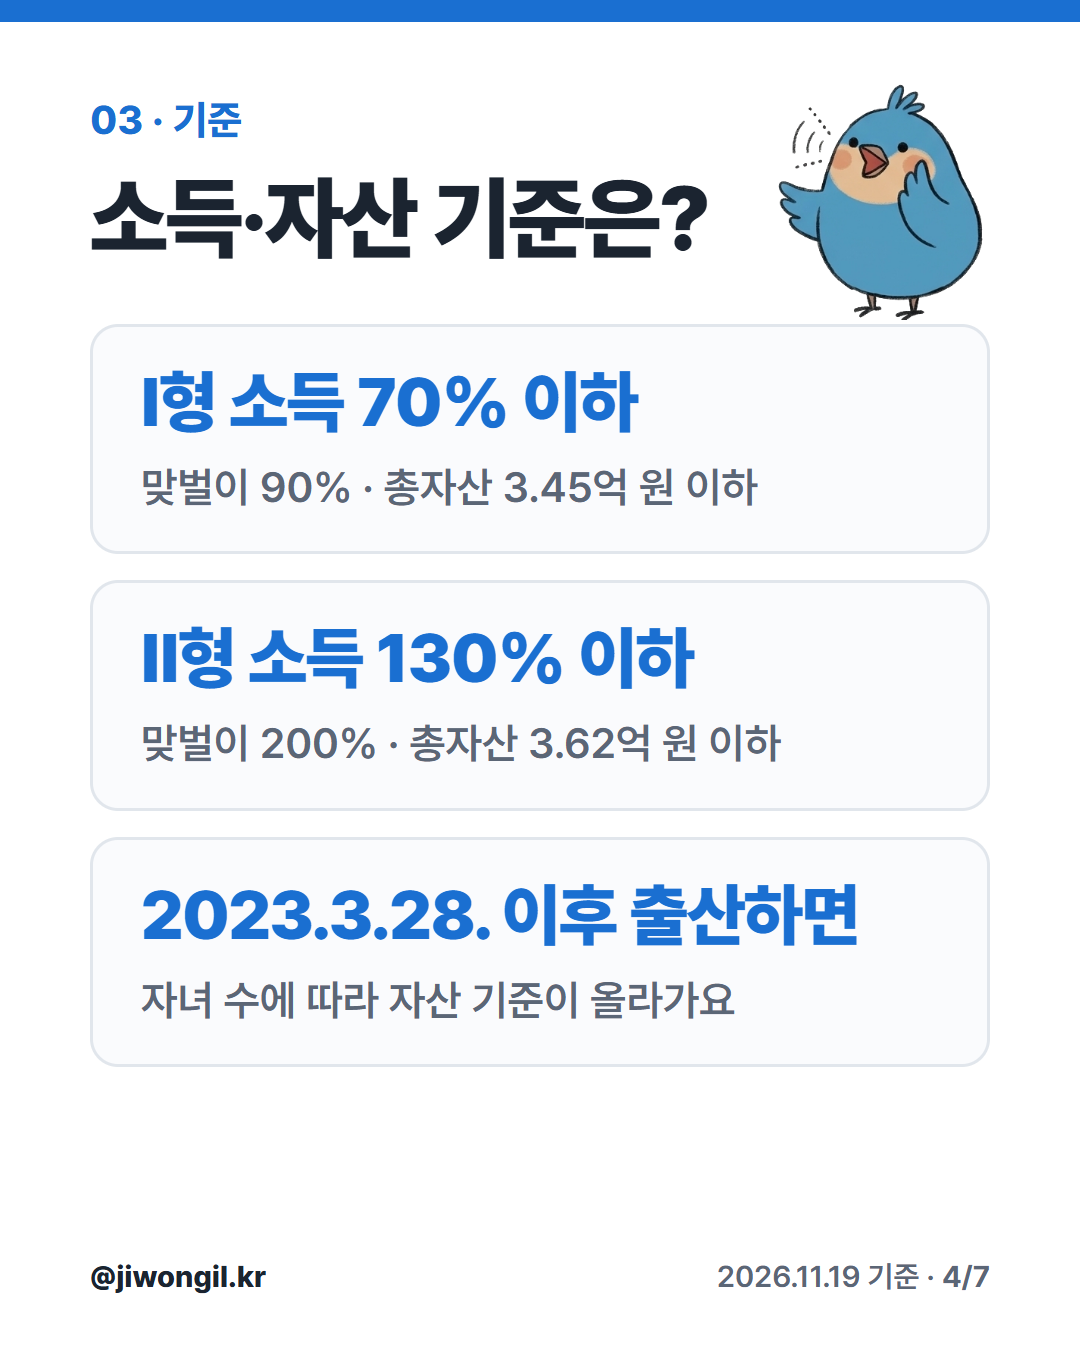 03 · 기준
소득·자산 기준은?
I형 소득 70% 이하
맞벌이 90% · 총자산 3.45억 원 이하
II형 소득 130% 이하
맞벌이 200% · 총자산 3.62억 원 이하
2023.3.28. 이후 출산하면
자녀 수에 따라 자산 기준이 올라가요
@jiwongil.kr
2026.11.19 기준 · 4/7